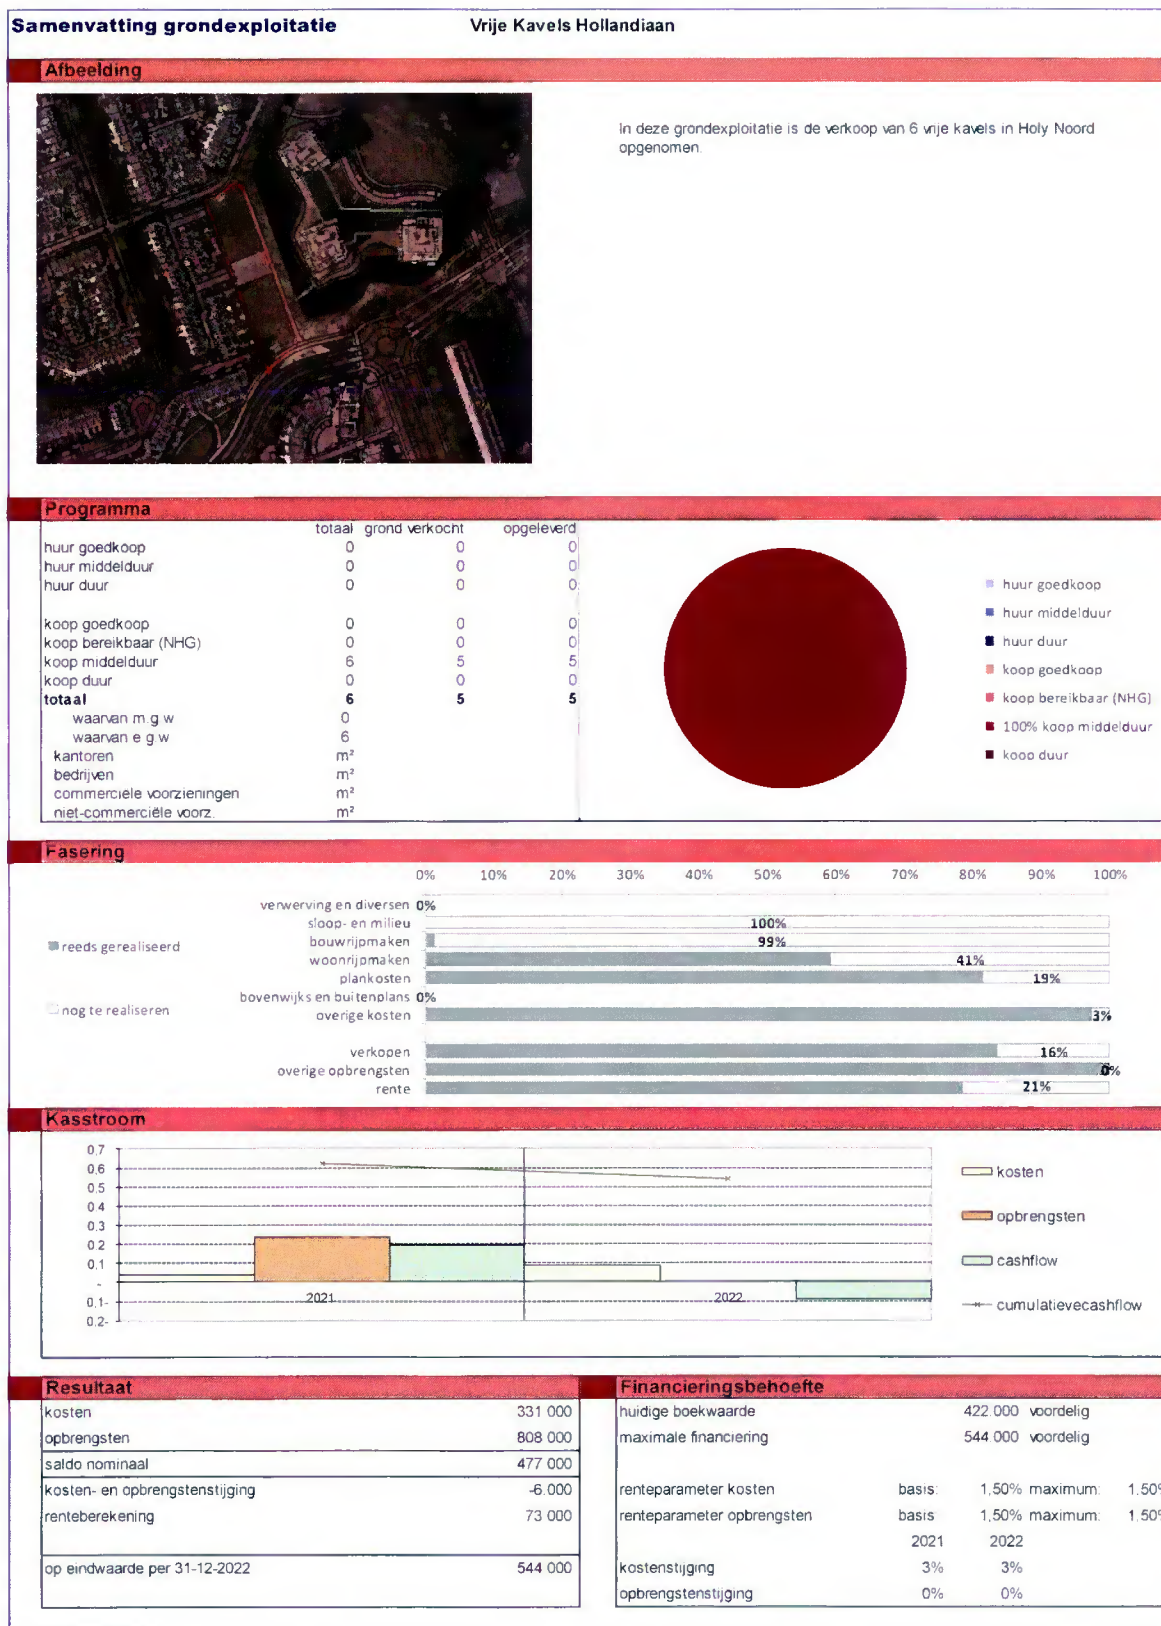 Samenvatting grondexploitatie Vrije Kavels Hollandiaan
Afbeelding
In deze grondexploitatie is de verkoop van 6 vrije kavels in Holy Noord
opgenomen.
Programma
totaal grond verkocht opgeleverd
huur goedkoop 0 0 0
huur middelduur 0 0 0
huur duur 0 0 0
koop goedkoop 0 0 0
koop bereikbaar (NHG) 0 0 0
koop middelduur 6 5 5
koop duur 0 0 0
totaal 6 5 5
waarvan m.g.w 0
waarvan e.g.w 6
kantoren m²
bedrijven m²
commerciele voorzieningen m²
niet-commerciële voorz. m²
huur goedkoop
huur middelduur
huur duur
koop goedkoop
koop bereikbaar (NHG)
100% koop middelduur
koop duur
Fasering
0% 10% 20% 30% 40% 50% 60% 70% 80% 90% 100%
verwerving en diversen 0%
sloop- en milieu 100%
reeds gerealiseerd
bouwrijpmaken 99%
woonrijpmaken 41%
plankosten 19%
bovenwijks en buitenplans 0%
nog te realiseren
overige kosten 3%
verkopen 16%
overige opbrengsten 0%
rente 21%
Kasstroom
0.7
0.6
0.5
0.4
0.3
0.2
0.1
-
0.1-
0.2-
2021 2022
kosten
opbrengsten
cashflow
cumulatievecashflow
Resultaat
kosten 331 000
opbrengsten 808 000
saldo nominaal 477 000
kosten- en opbrengstenstijging -6.000
renteberekening 73 000
op eindwaarde per 31-12-2022 544 000
Financieringsbehoefte
huidige boekwaarde 422.000 voordelig
maximale financiering 544 000 voordelig
renteparameter kosten basis: 1,50% maximum: 1.50%
renteparameter opbrengsten basis 1,50% maximum: 1.50%
2021 2022
kostenstijging 3% 3%
opbrengstenstijging 0% 0%